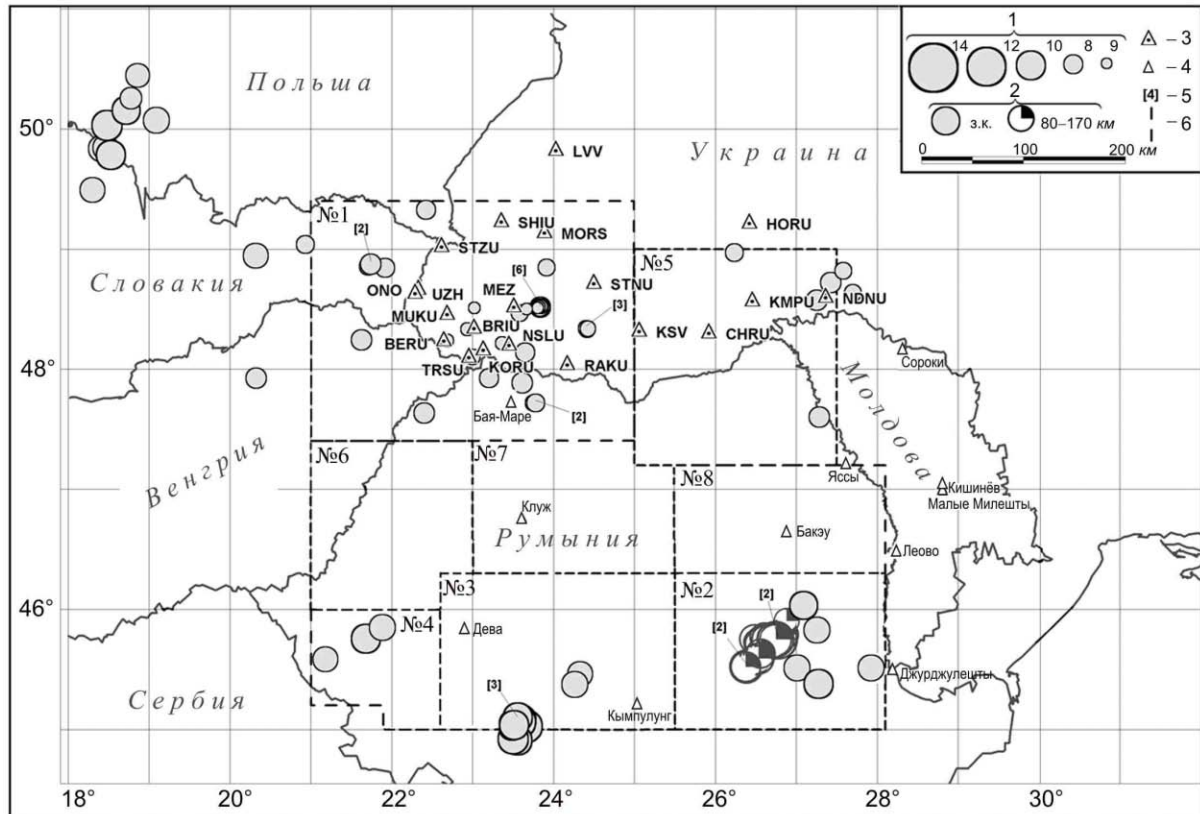 1
14
12
10
8
9
2
з.к.
80–170 км
0
100
200 км
– 3
– 4
[4] – 5
– 6
Польша
50°
LVV
Украина
№1
[2]
SHIU
MORS
HORU
STZU
№5
Словакия
[6]
ONO
UZH
MEZ
STNU
[3]
KMPU
NDNU
MUKU
BRIU
NSLU
KSV
CHRU
BERU
48°
TRSU
KORU
RAKU
Сороки
Бая-Маре
[2]
Молдова
Венгрия
№6
№7
№8
Яссы
Кишинёв
Малые Милешты
Клуж
Румыния
Бакэу
Леово
46°
№3
№2
[2]
№4
Дева
[2]
Сербия
[3]
Кымпулунг
Джурджулешты
18°
20°
22°
24°
26°
28°
30°